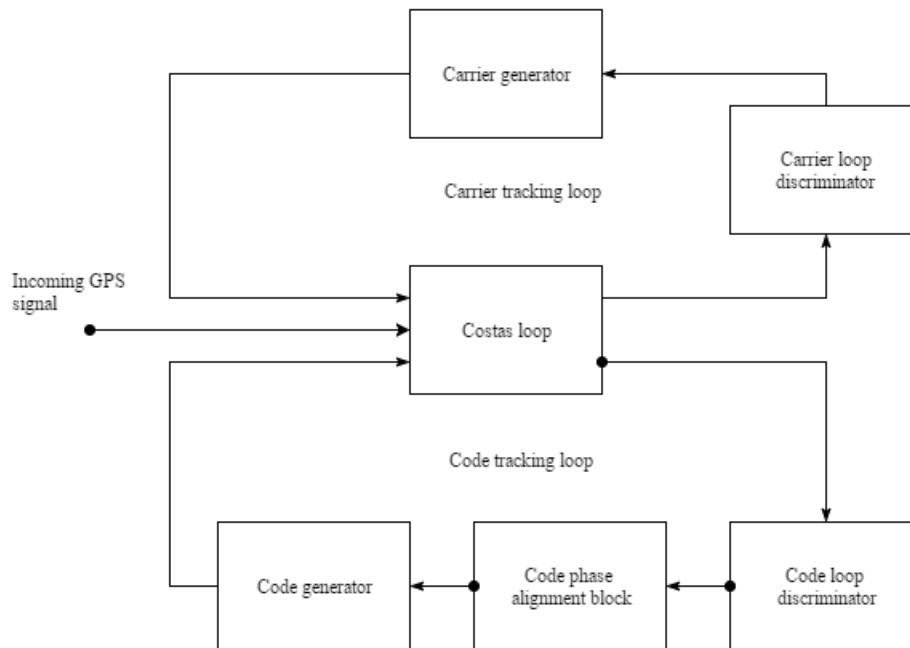 Carrier generator
Carrier loop
discriminator
Carrier tracking loop
Incoming GPS
signal
Costas loop
Code tracking loop
Code generator
Code phase
alignment block
Code loop
discriminator